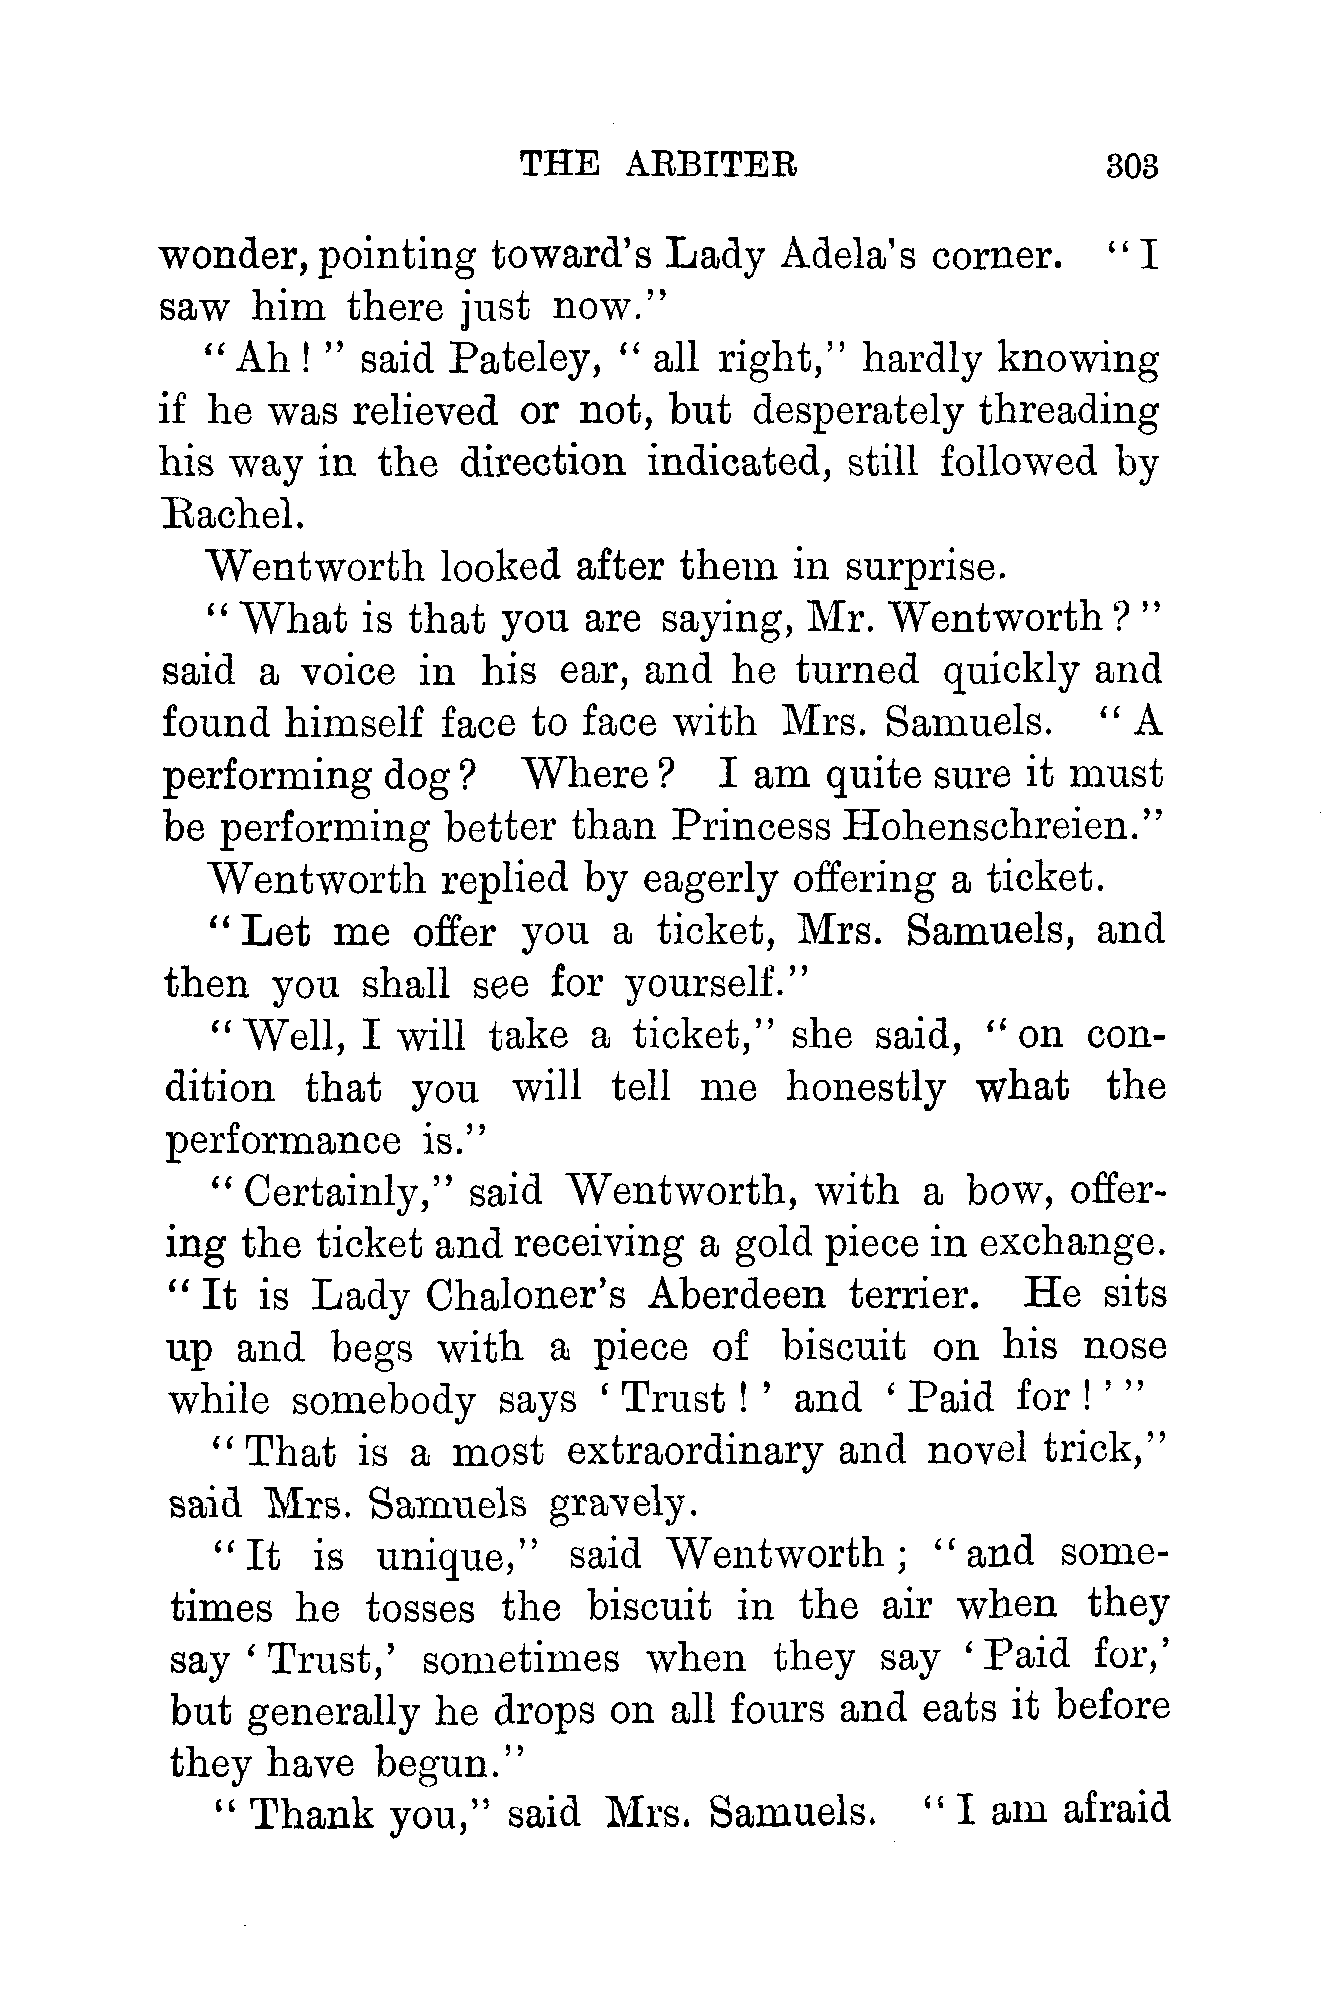 THE ARBITER 303
wonder, pointing toward's Lady Adela's corner. “ I
saw him there just now.”
“ Ah ! ” said Pateley, “ all right,” hardly knowing
if he was relieved or not, but desperately threading
his way in the direction indicated, still followed by
Rachel.
Wentworth looked after them in surprise.
“ What is that you are saying, Mr. Wentworth ? ”
said a voice in his ear, and he turned quickly and
found himself face to face with Mrs. Samuels. “ A
performing dog ? Where ? I am quite sure it must
be performing better than Princess Hohenschreien.”
Wentworth replied by eagerly offering a ticket.
“ Let me offer you a ticket, Mrs. Samuels, and
then you shall see for yourself.”
“ Well, I will take a ticket,” she said, “ on con-
dition that you will tell me honestly what the
performance is.”
“ Certainly,” said Wentworth, with a bow, offer-
ing the ticket and receiving a gold piece in exchange.
“ It is Lady Chaloner's Aberdeen terrier. He sits
up and begs with a piece of biscuit on his nose
while somebody says ‘ Trust ! ’ and ‘ Paid for ! ’ ”
“ That is a most extraordinary and novel trick,”
said Mrs. Samuels gravely.
“ It is unique,” said Wentworth ; “ and some-
times he tosses the biscuit in the air when they
say ‘ Trust,’ sometimes when they say ‘ Paid for,’
but generally he drops on all fours and eats it before
they have begun.”
“ Thank you,” said Mrs. Samuels. “ I am afraid